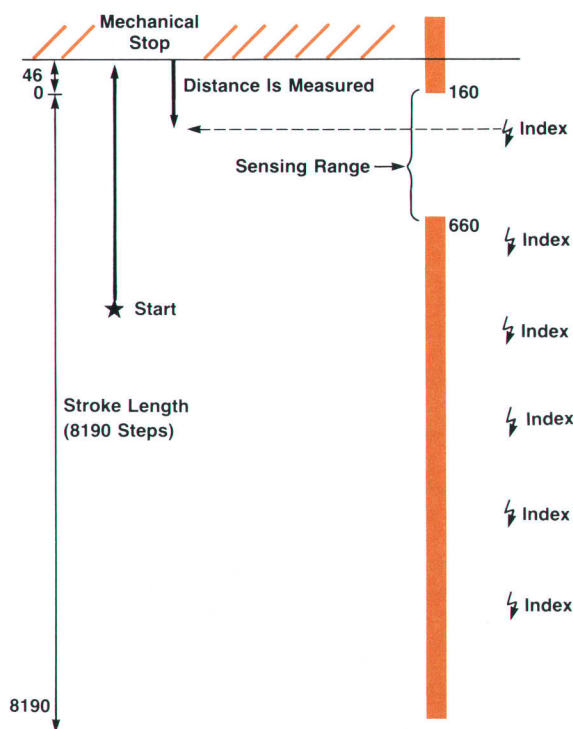 Mechanical
Stop
46
0
Distance Is Measured
160
Index
Sensing Range
660
Index
Start
Index
Stroke Length
(8190 Steps)
Index
Index
Index
8190